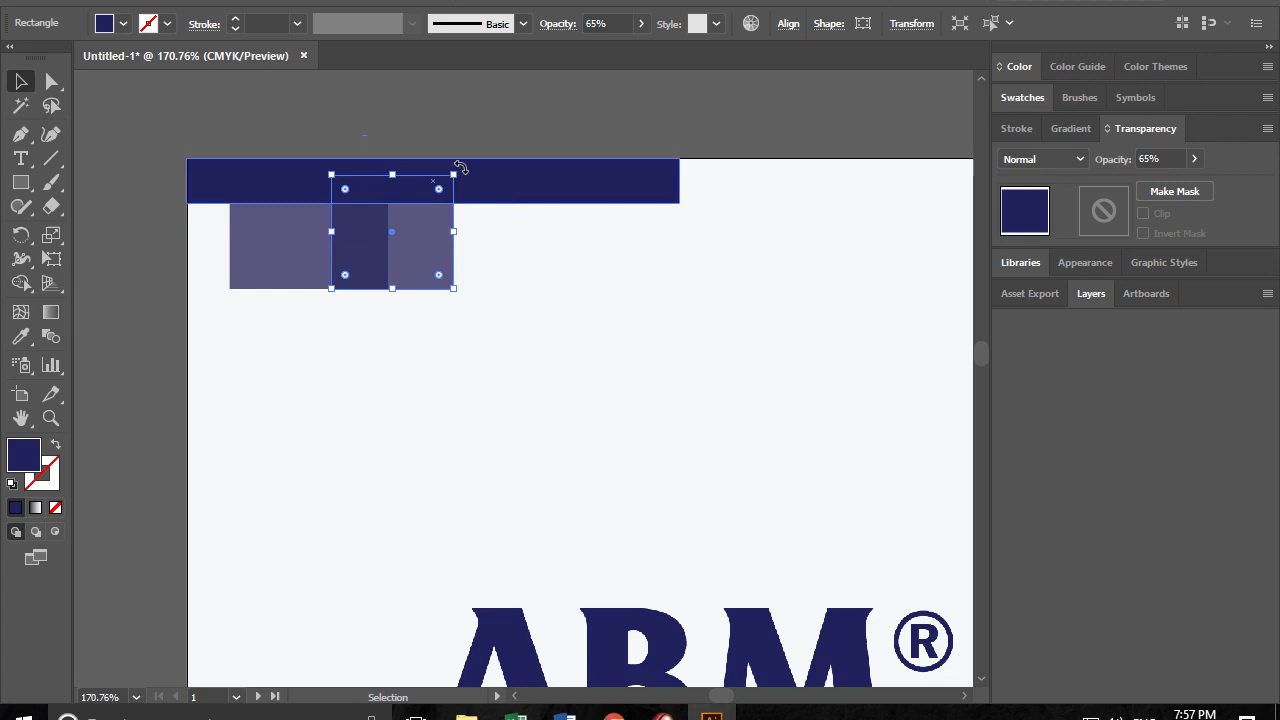 Rectangle Stroke: Basic Opacity: 65% Style: Align Shape: Transform
Untitled-1* @ 170.76% (CMYK/Preview) ×
Color Color Guide Color Themes
Swatches Brushes Symbols
Stroke Gradient Transparency
Normal Opacity: 65%
Make Mask
Clip
Invert Mask
Libraries Appearance Graphic Styles
Asset Export Layers Artboards
ABM®
170.76% 1 Selection
7:57 PM